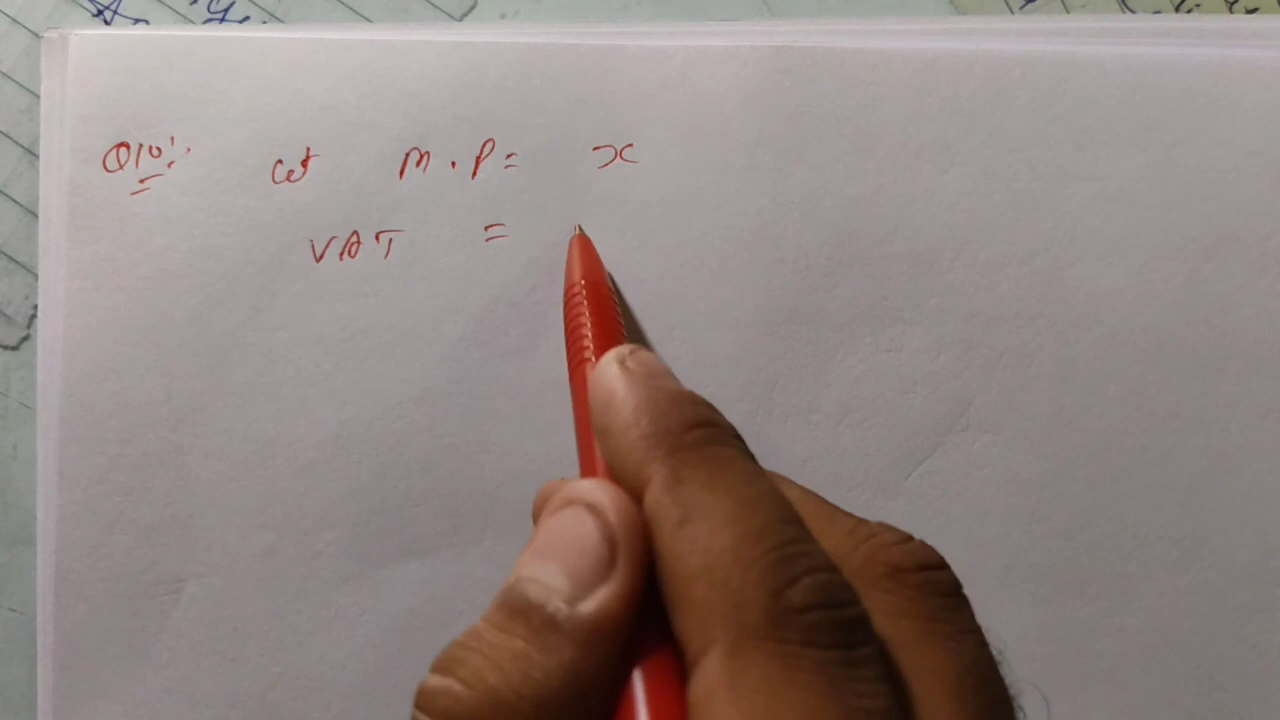 Q10:. Let M.P= x
VAT =